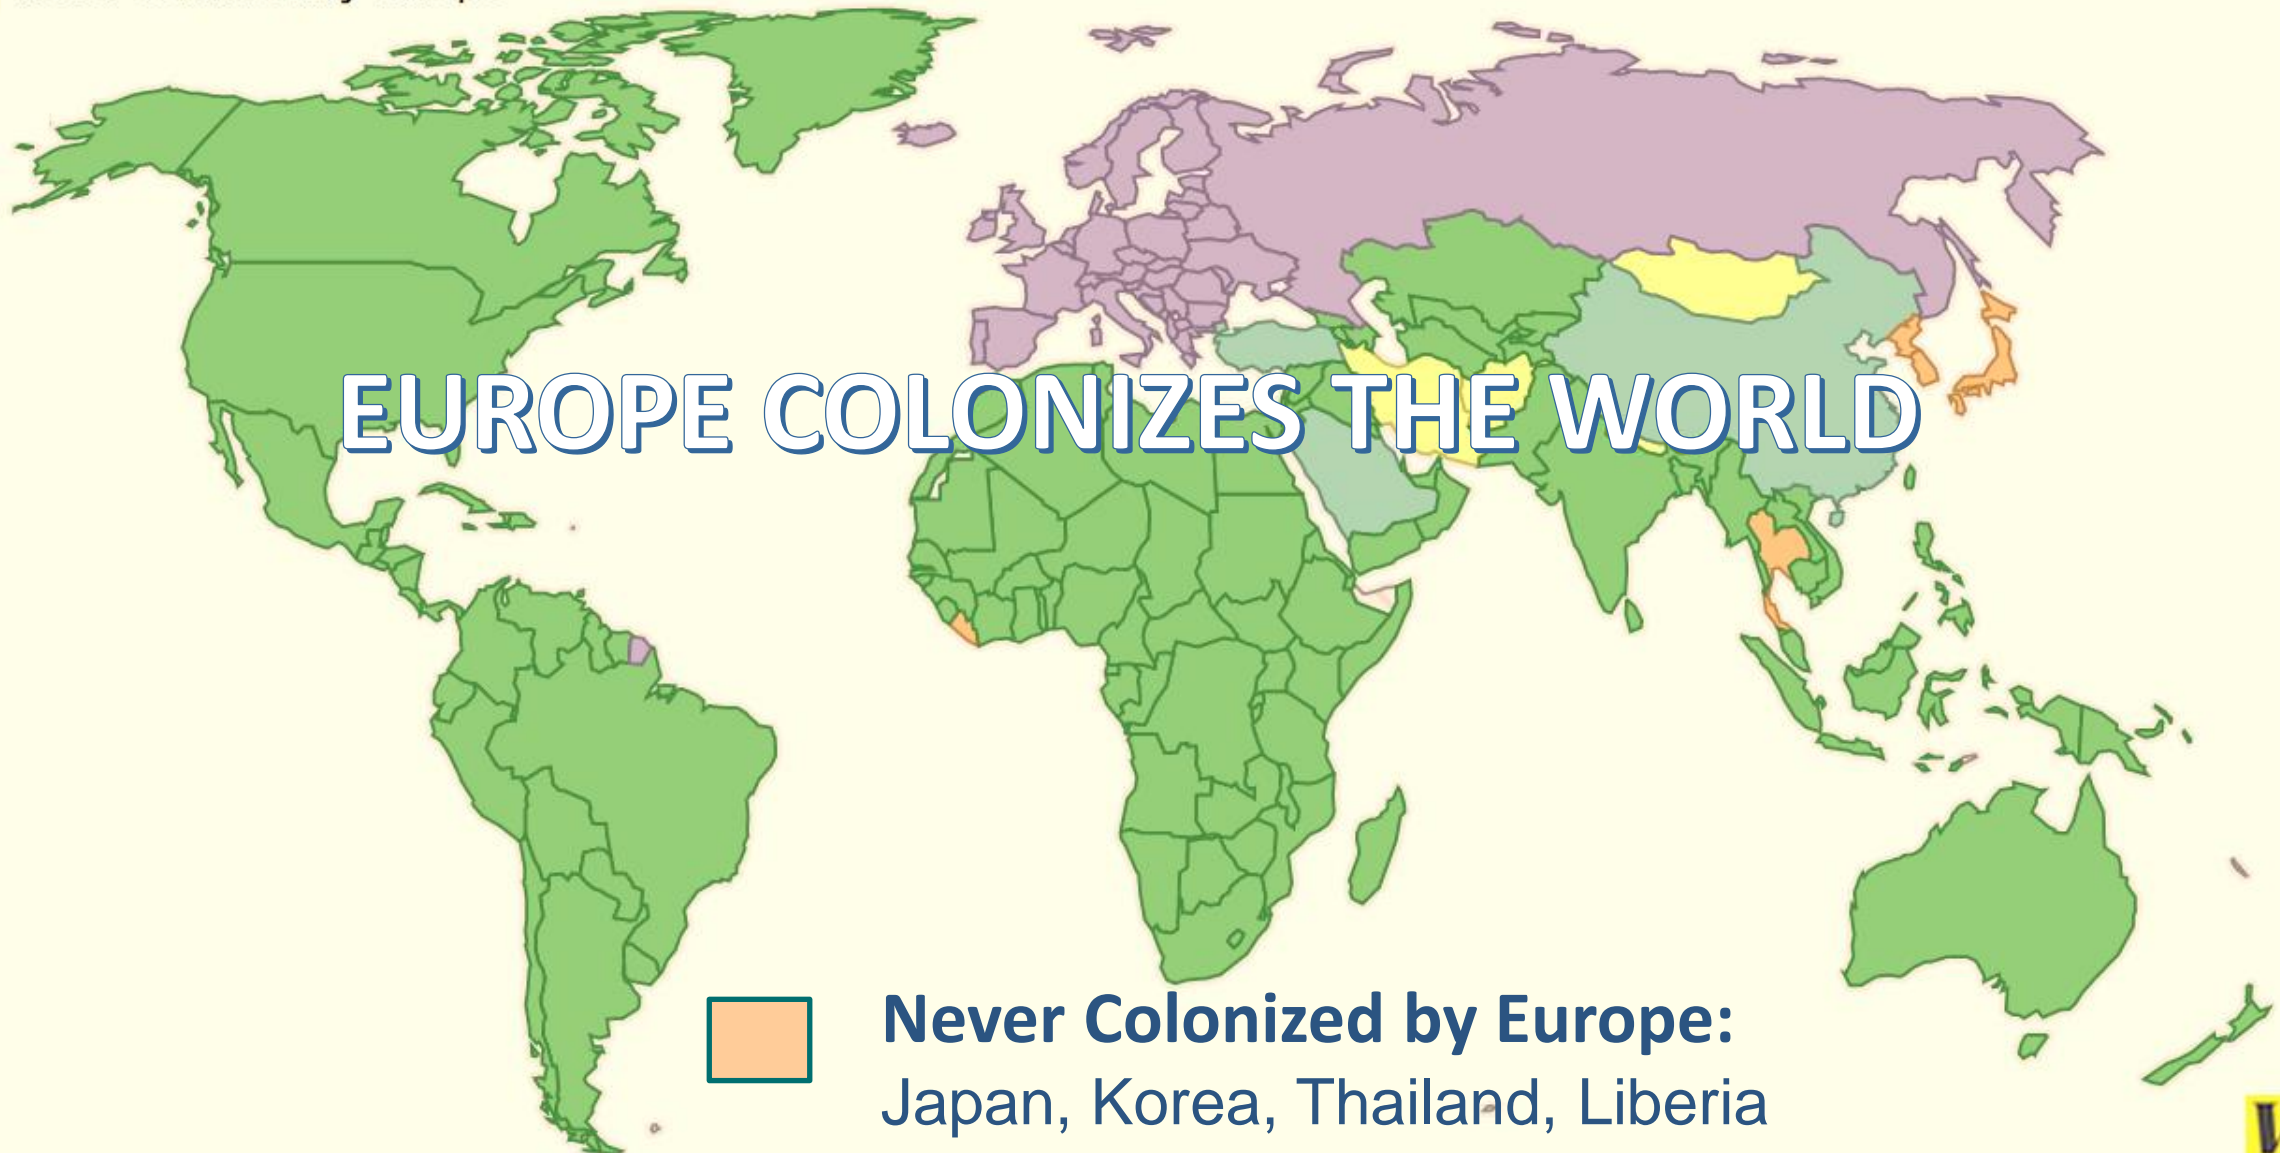 EUROPE COLONIZES THE WORLD
Never Colonized by Europe:
Japan, Korea, Thailand, Liberia